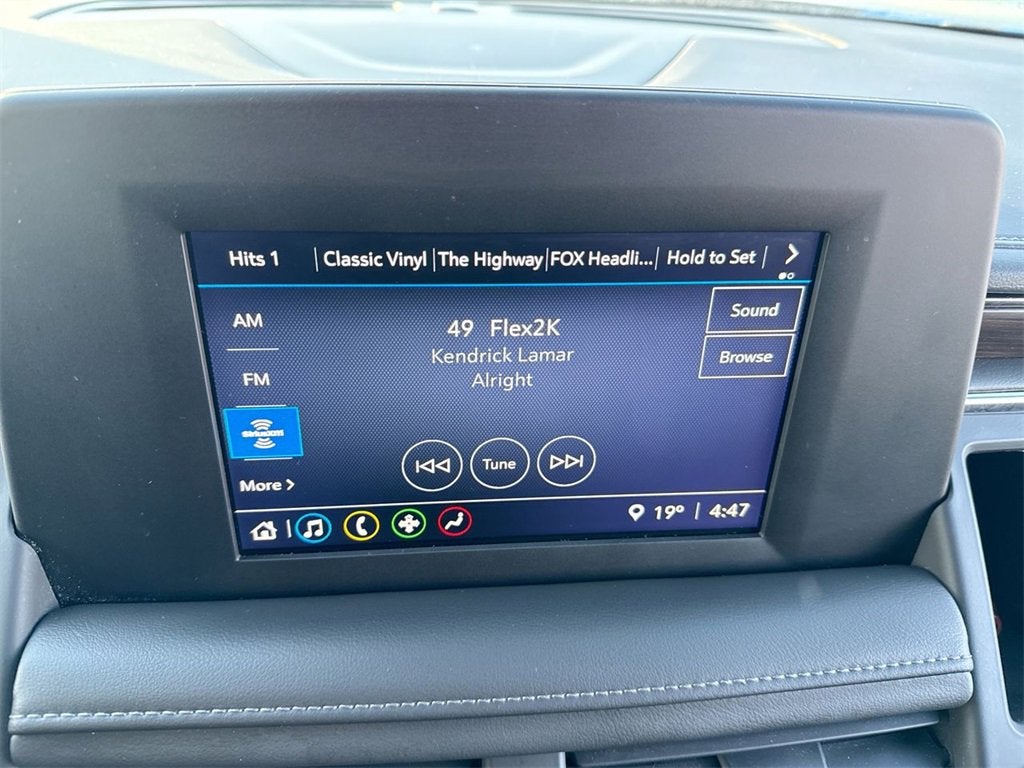 Hits 1 | Classic Vinyl | The Highway | FOX Headli... | Hold to Set |
AM
FM
SiriusXM
More >
49 Flex2K
Kendrick Lamar
Alright
Sound
Browse
Tune
19° | 4:47